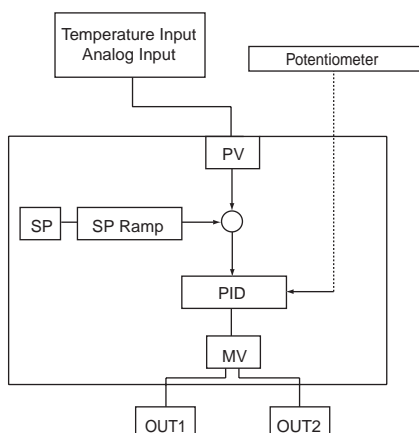 Temperature Input
Analog Input
Potentiometer
PV
SP
SP Ramp
PID
MV
OUT1
OUT2